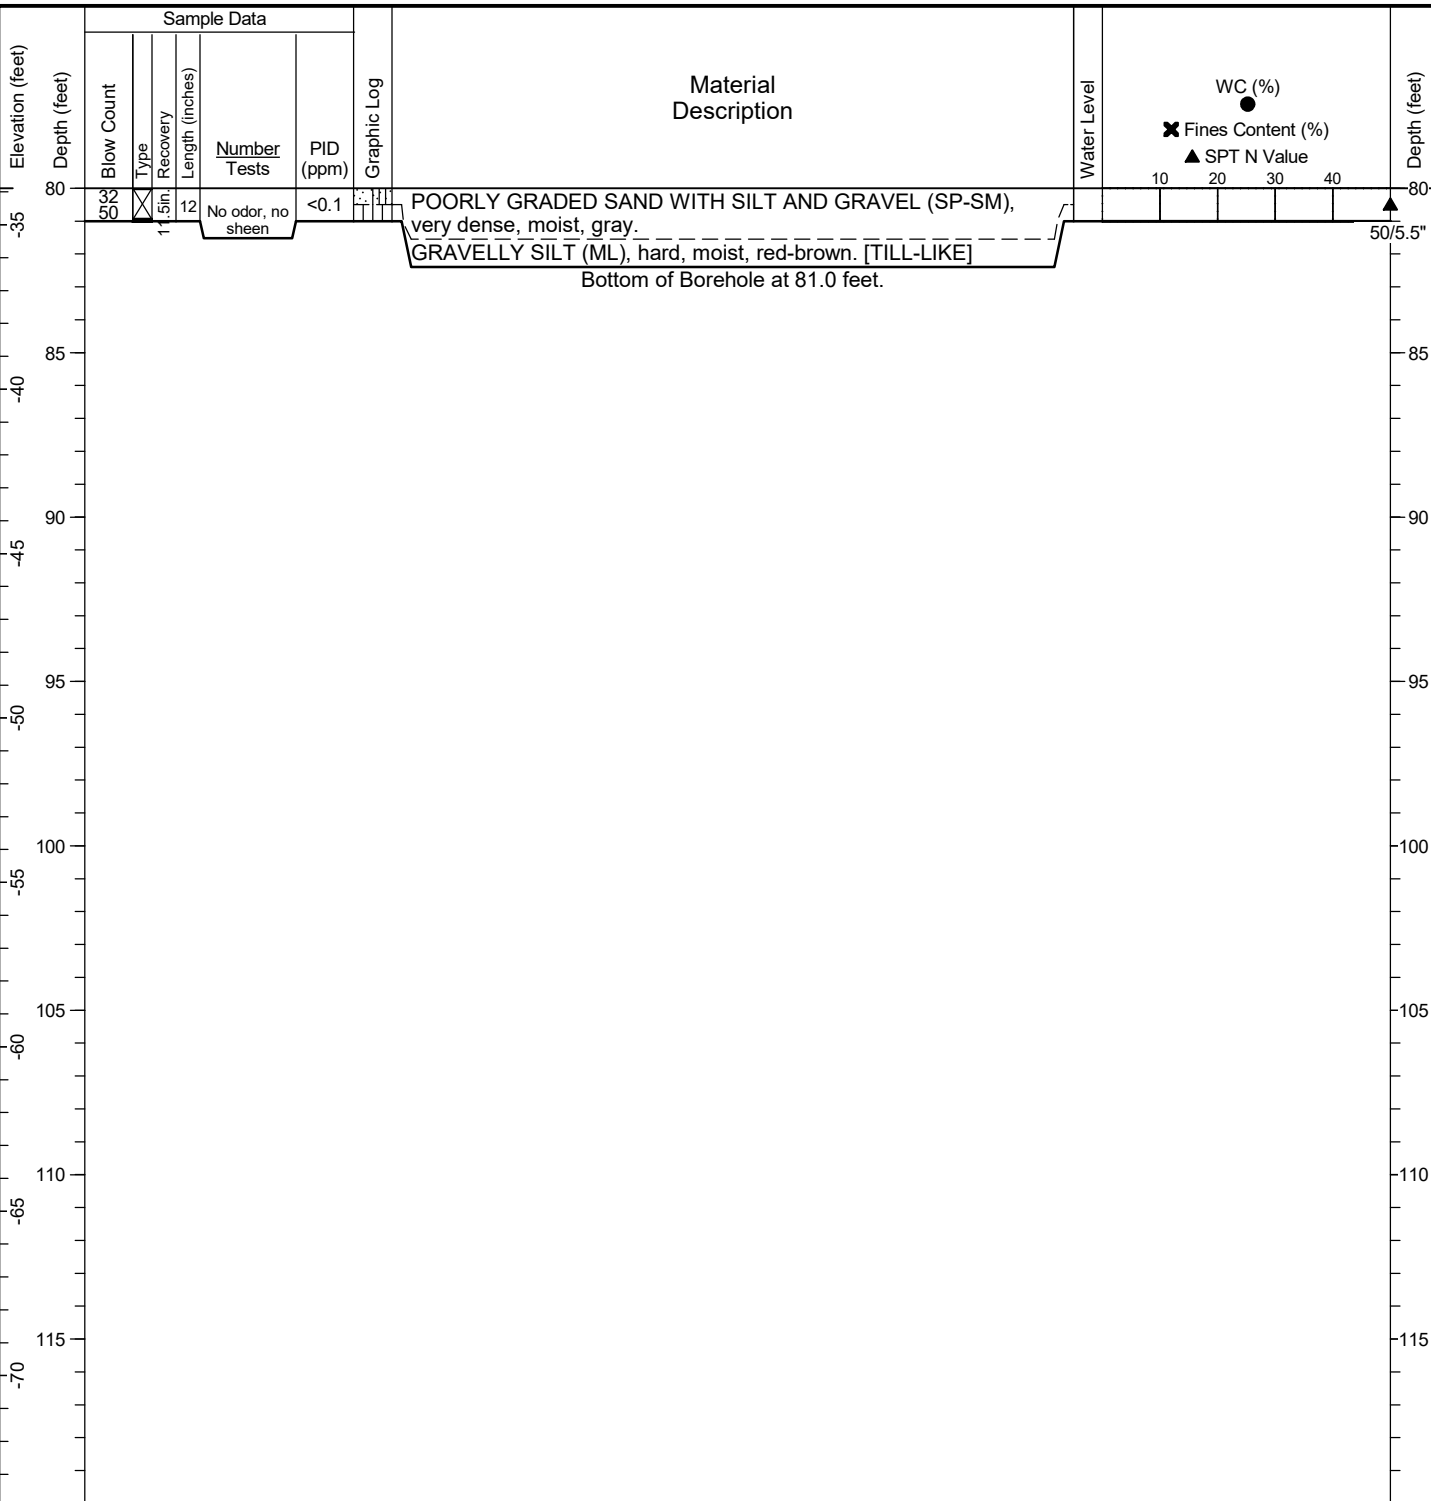 Sample Data
Elevation (feet)
Depth (feet)
Blow Count
Type
Recovery
Length (inches)
Number
Tests
PID
(ppm)
Graphic Log
Material
Description
Water Level
WC (%)
Fines Content (%)
SPT N Value
Depth (feet)
10 20 30 40
80
32
50
11.5in.
12
No odor, no
sheen
<0.1
POORLY GRADED SAND WITH SILT AND GRAVEL (SP-SM),
very dense, moist, gray.
GRAVELLY SILT (ML), hard, moist, red-brown. [TILL-LIKE]
Bottom of Borehole at 81.0 feet.
80
50/5.5"
-35
85 85
-40
90 90
-45
95 95
-50
100 100
-55
105 105
-60
110 110
-65
115 115
-70